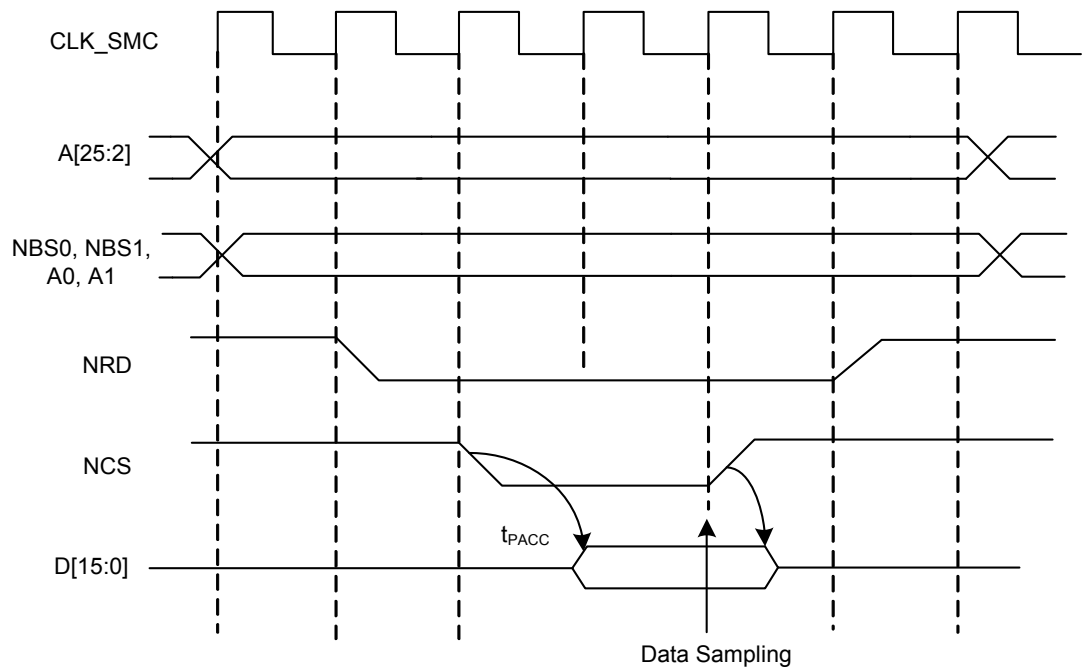 CLK_SMC
A[25:2]
NBS0, NBS1,
A0, A1
NRD
NCS
tPACC
D[15:0]
Data Sampling